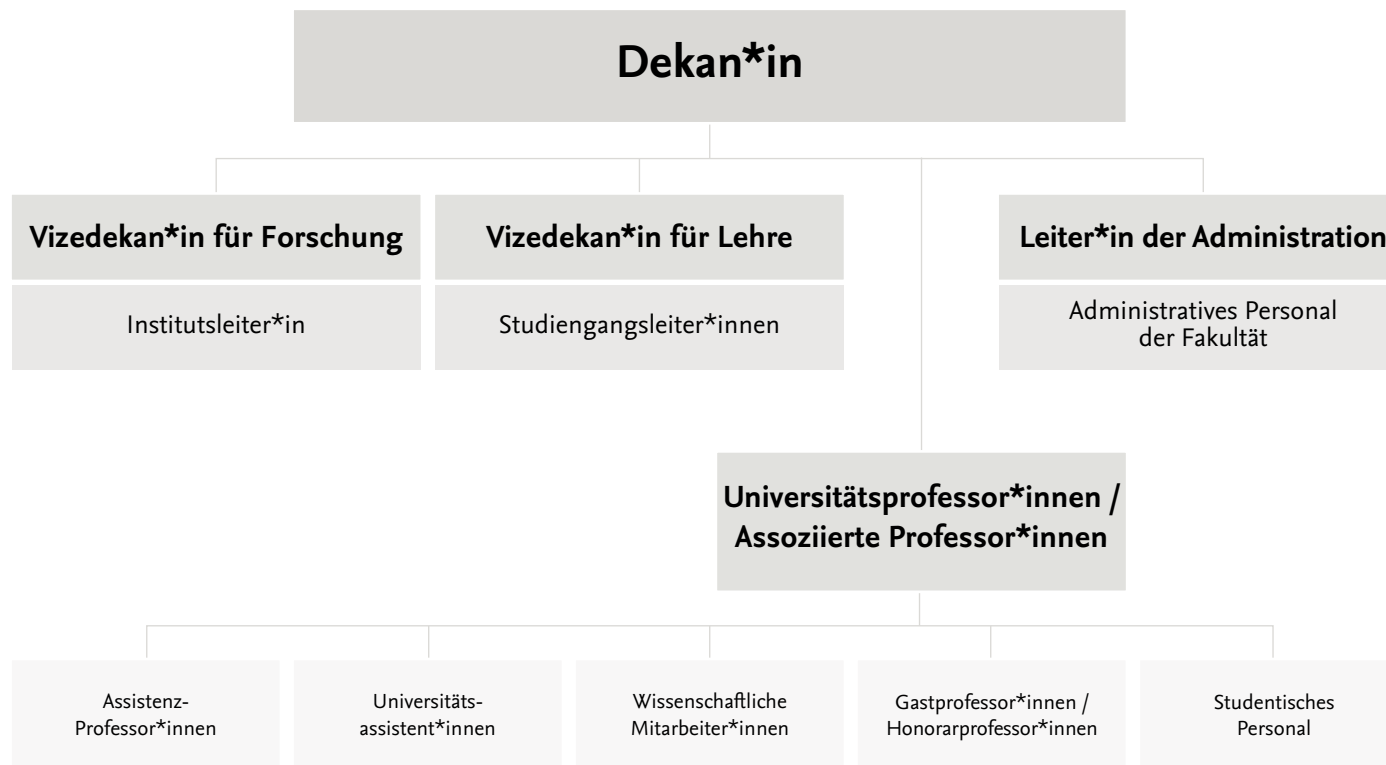 Dekan*in
Vizedekan*in für Forschung
Vizedekan*in für Lehre
Leiter*in der Administration
Institutsleiter*in
Studiengangsleiter*innen
Administratives Personal
der Fakultät
Universitätsprofessor*innen /
Assoziierte Professor*innen
Assistenz-
Professor*innen
Universitäts-
assistent*innen
Wissenschaftliche
Mitarbeiter*innen
Gastprofessor*innen /
Honorarprofessor*innen
Studentisches
Personal